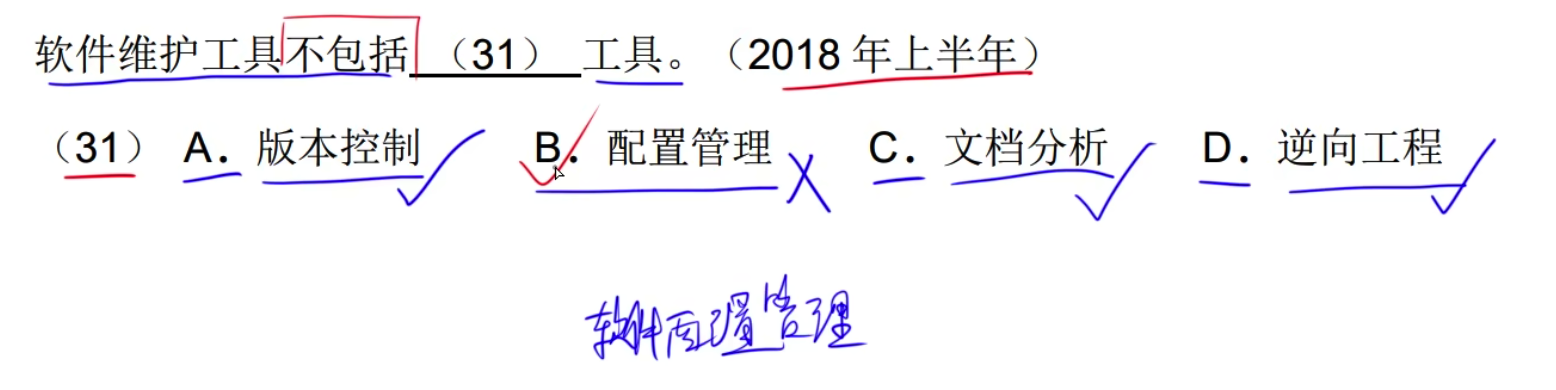 软件维护工具不包括 （31） 工具。（2018 年上半年）
（31） A．版本控制 B．配置管理 C．文档分析 D．逆向工程
软件配置管理